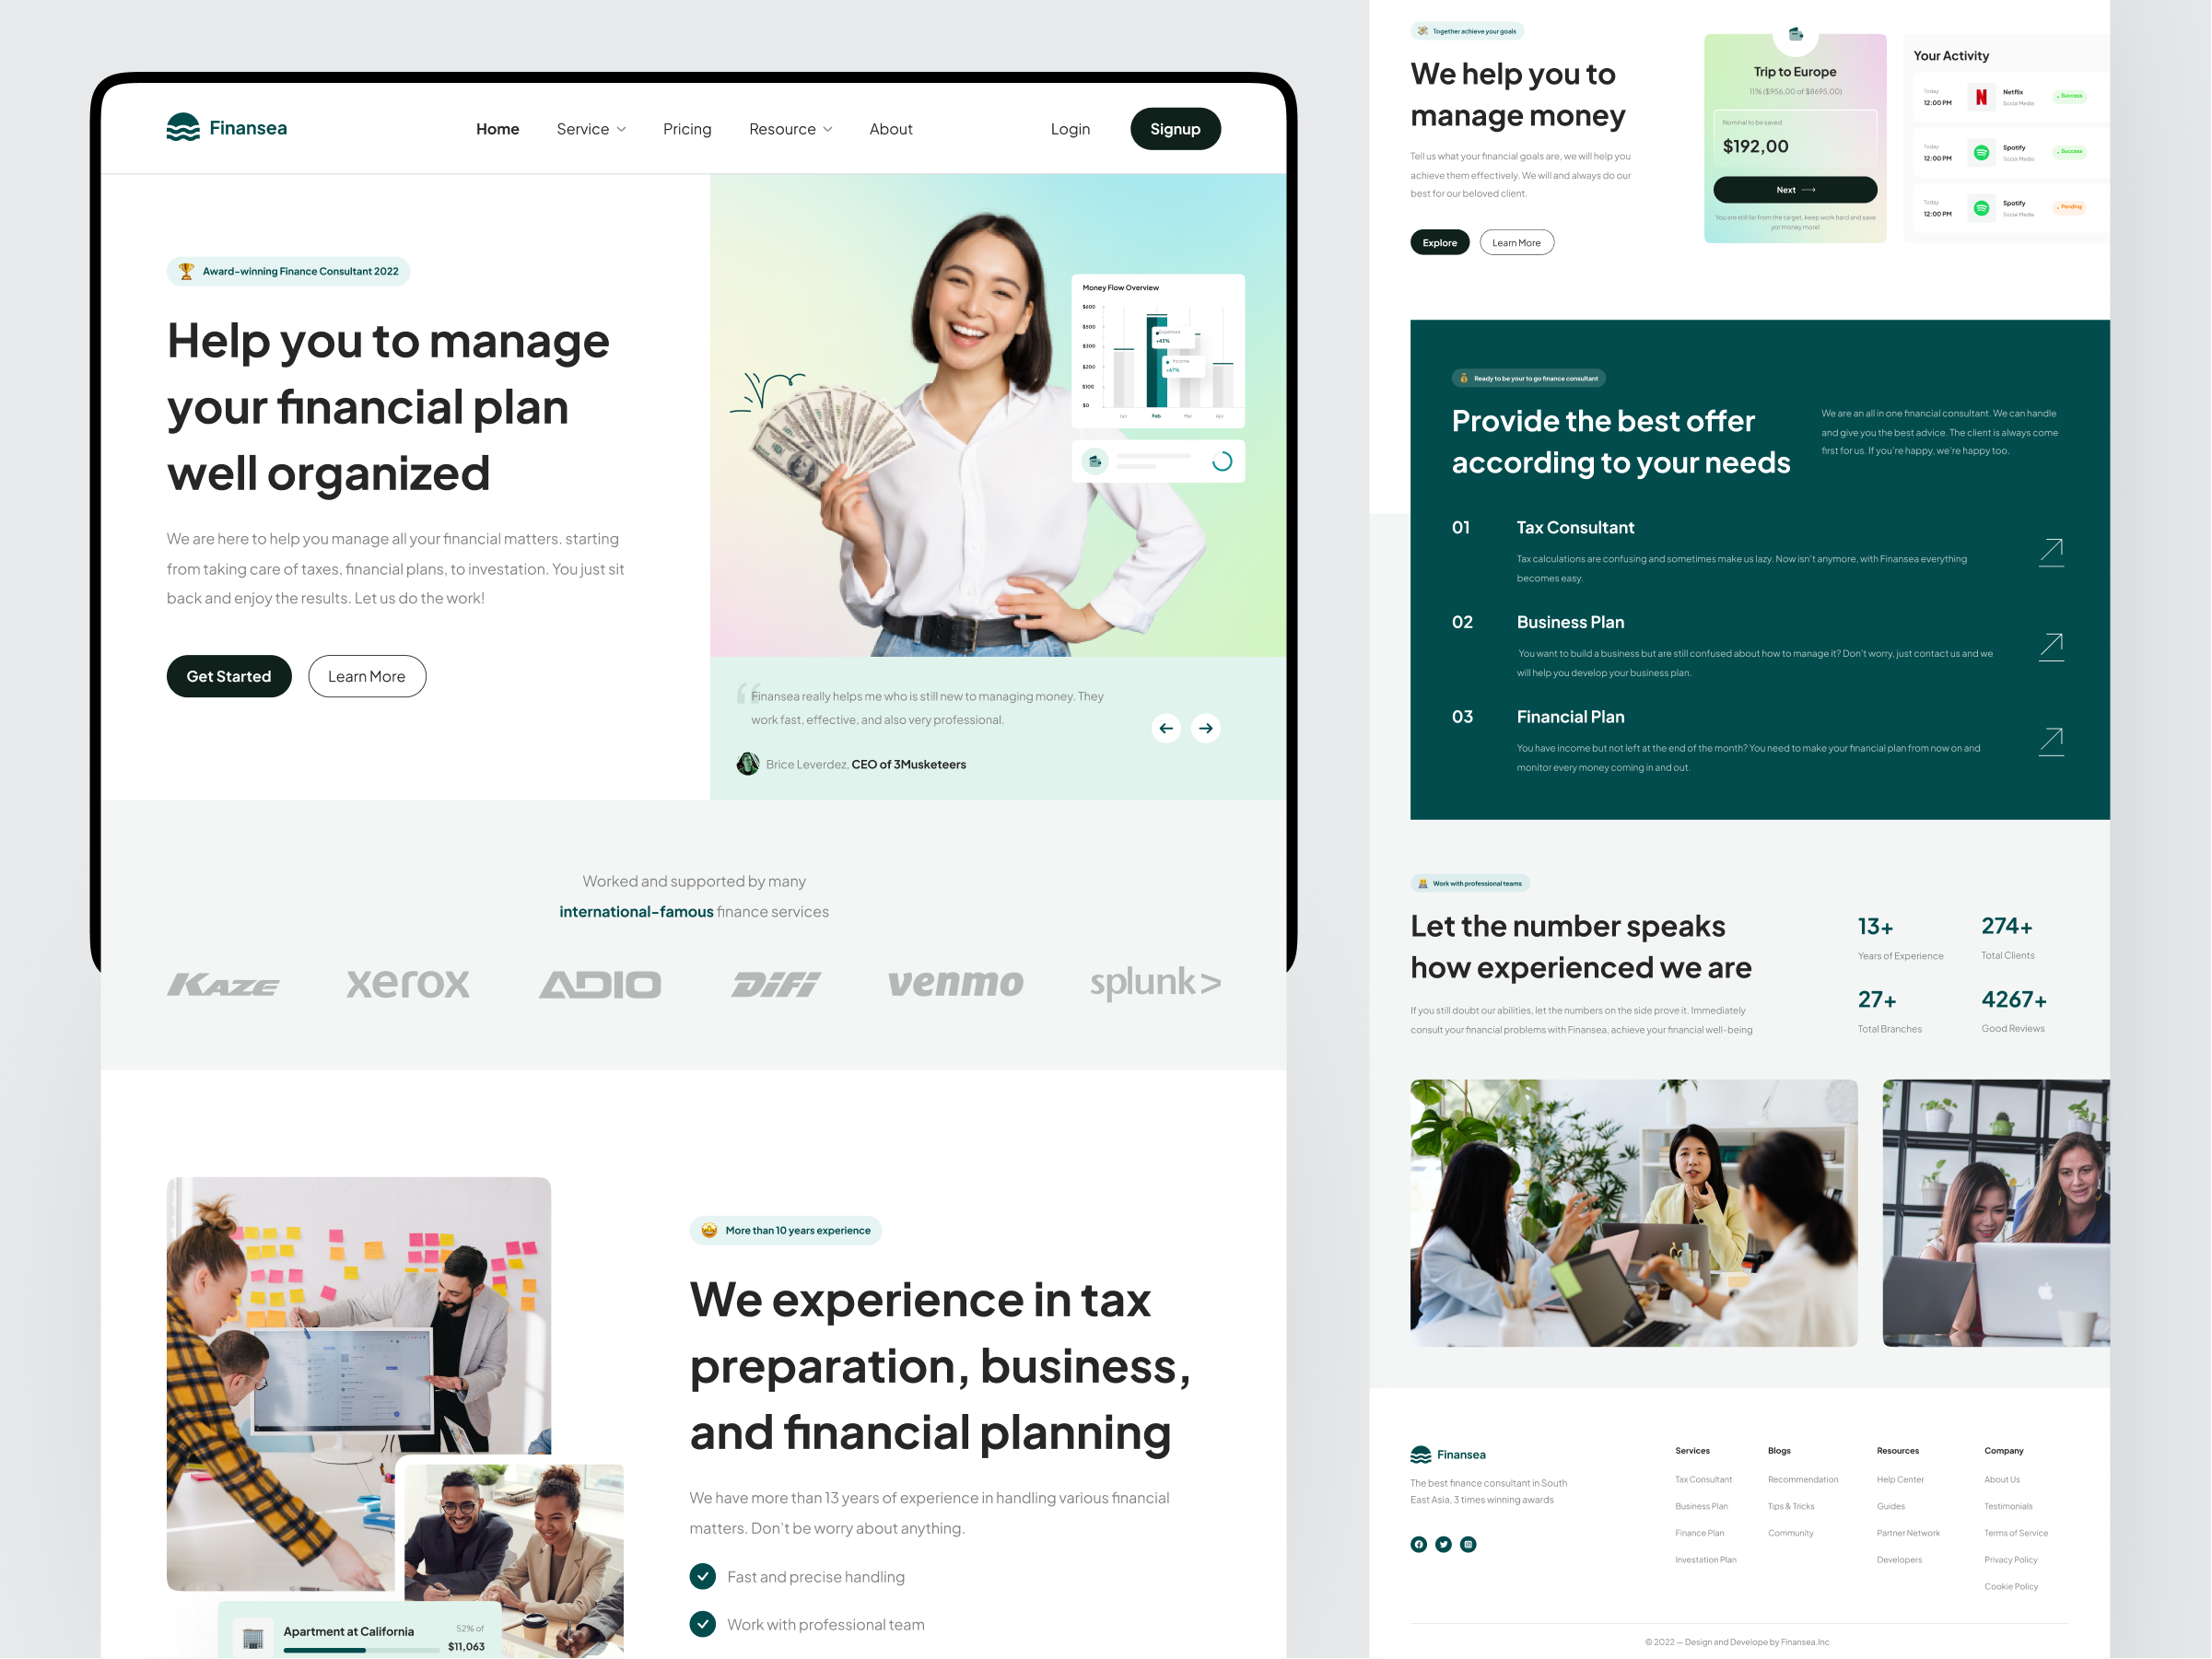 Finansea
Home
Service
Pricing
Resource
About
Login
Signup
Award-winning Finance Consultant 2022
Help you to manage
your financial plan
well organized
We are here to help you manage all your financial matters. starting
from taking care of taxes, financial plans, to investation. You just sit
back and enjoy the results. Let us do the work!
Get Started
Learn More
Money Flow Overview
$600
$500
$300
$200
$100
$0
Expenses
+43%
Income
+67%
Jan
Feb
Mar
Apr
Finansea really helps me who is still new to managing money. They
work fast, effective, and also very professional.
Brice Leverdez, CEO of 3Musketeers
Worked and supported by many
international-famous finance services
KAZE
xerox
ADIO
DiFi
venmo
splunk>
More than 10 years experience
We experience in tax
preparation, business,
and financial planning
We have more than 13 years of experience in handling various financial
matters. Don't be worry about anything.
Fast and precise handling
Work with professional team
Apartment at California
52% of
$11,063
Together achieve your goals
We help you to
manage money
Tell us what your financial goals are, we will help you
achieve them effectively. We will and always do our
best for our beloved client.
Explore
Learn More
Trip to Europe
11% ($956.00 of $8695.00)
Nominal to be saved
$192,00
Next
You are still far from the target, keep work hard and save
yor money more!
Your Activity
Today
12:00 PM
Netflix
Social Media
Success
Today
12:00 PM
Spotify
Social Media
Success
Today
12:00 PM
Spotify
Social Media
Pending
Ready to be your to go finance consultant
Provide the best offer
according to your needs
We are an all in one financial consultant. We can handle
and give you the best advice. The client is always come
first for us. If you're happy, we're happy too.
01
Tax Consultant
Tax calculations are confusing and sometimes make us lazy. Now isn't anymore, with Finansea everything
becomes easy.
02
Business Plan
You want to build a business but are still confused about how to manage it? Don't worry, just contact us and we
will help you develop your business plan.
03
Financial Plan
You have income but not left at the end of the month? You need to make your financial plan from now on and
monitor every money coming in and out.
Work with professional teams
Let the number speaks
how experienced we are
If you still doubt our abilities, let the numbers on the side prove it. Immediately
consult your financial problems with Finansea, achieve your financial well-being
13+
Years of Experience
274+
Total Clients
27+
Total Branches
4267+
Good Reviews
Finansea
The best finance consultant in South
East Asia, 3 times winning awards
Services
Tax Consultant
Business Plan
Finance Plan
Investation Plan
Blogs
Recommendation
Tips & Tricks
Community
Resources
Help Center
Guides
Partner Network
Developers
Company
About Us
Testimonials
Terms of Service
Privacy Policy
Cookie Policy
© 2022 — Design and Develope by Finansea.Inc